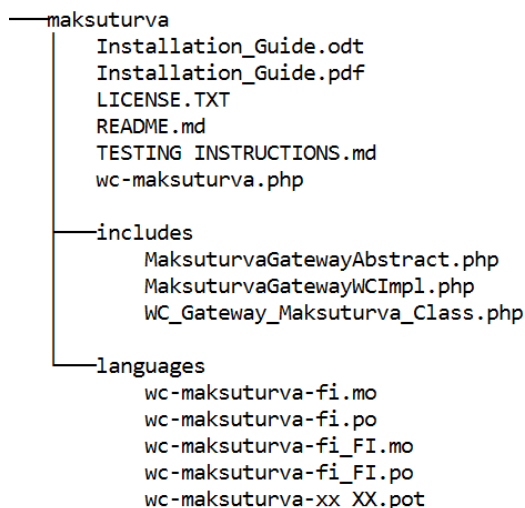 maksuturva
Installation_Guide.odt
Installation_Guide.pdf
LICENSE.TXT
README.md
TESTING INSTRUCTIONS.md
wc-maksuturva.php
includes
MaksuturvaGatewayAbstract.php
MaksuturvaGatewayWCImpl.php
WC_Gateway_Maksuturva_Class.php
languages
wc-maksuturva-fi.mo
wc-maksuturva-fi.po
wc-maksuturva-fi_FI.mo
wc-maksuturva-fi_FI.po
wc-maksuturva-xx_XX.pot